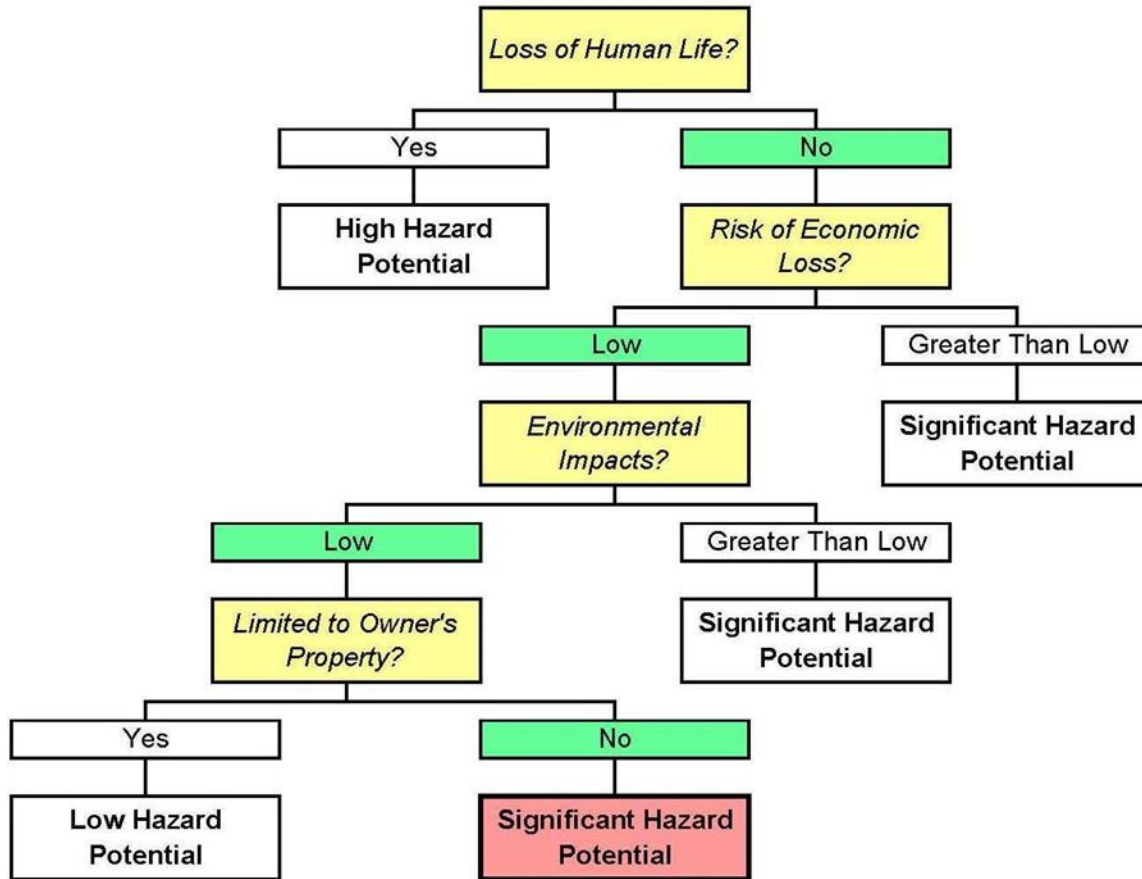 Loss of Human Life?
Yes
No
High Hazard
Potential
Risk of Economic
Loss?
Low
Greater Than Low
Environmental
Impacts?
Significant Hazard
Potential
Low
Greater Than Low
Limited to Owner's
Property?
Significant Hazard
Potential
Yes
No
Low Hazard
Potential
Significant Hazard
Potential